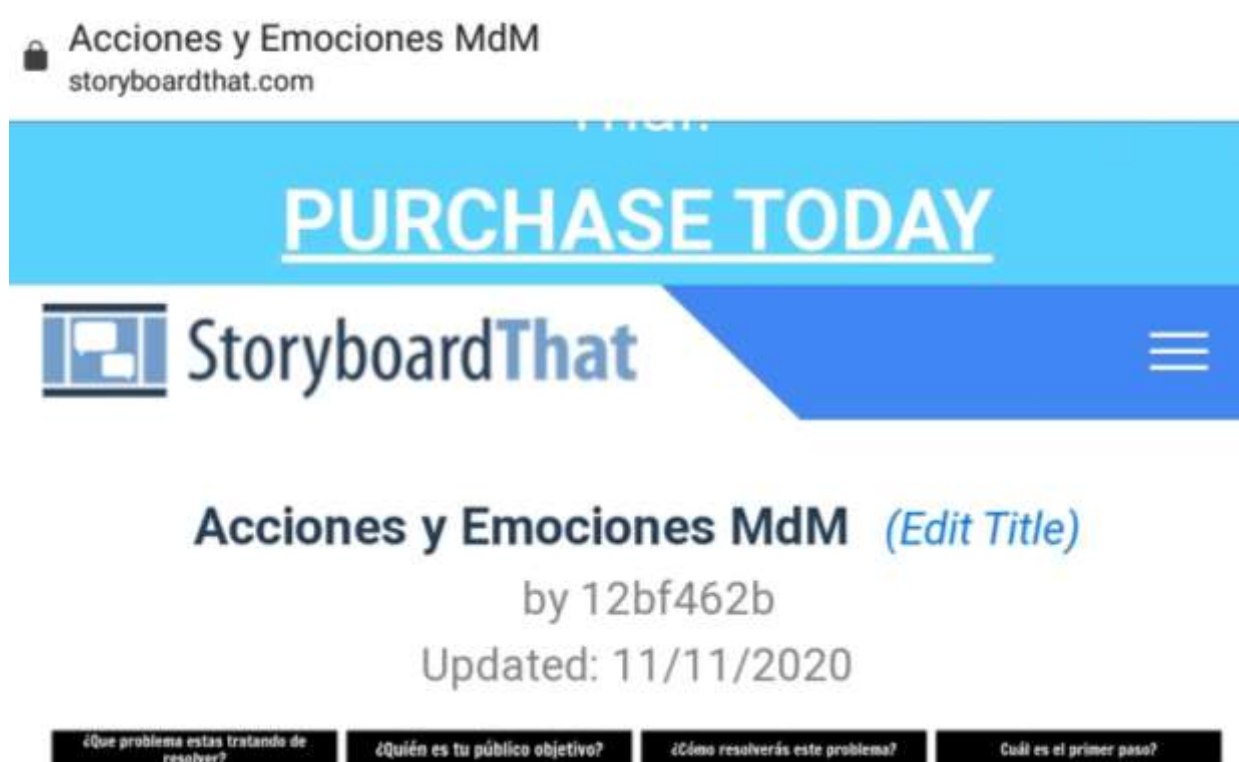 Acciones y Emociones MdM
storyboardthat.com
That!
PURCHASE TODAY
StoryboardThat
Acciones y Emociones MdM (Edit Title)
by 12bf462b
Updated: 11/11/2020
¿Que problema estas tratando de
resolver?
¿Quién es tu público objetivo?
¿Cómo resolverás este problema?
Cuál es el primer paso?